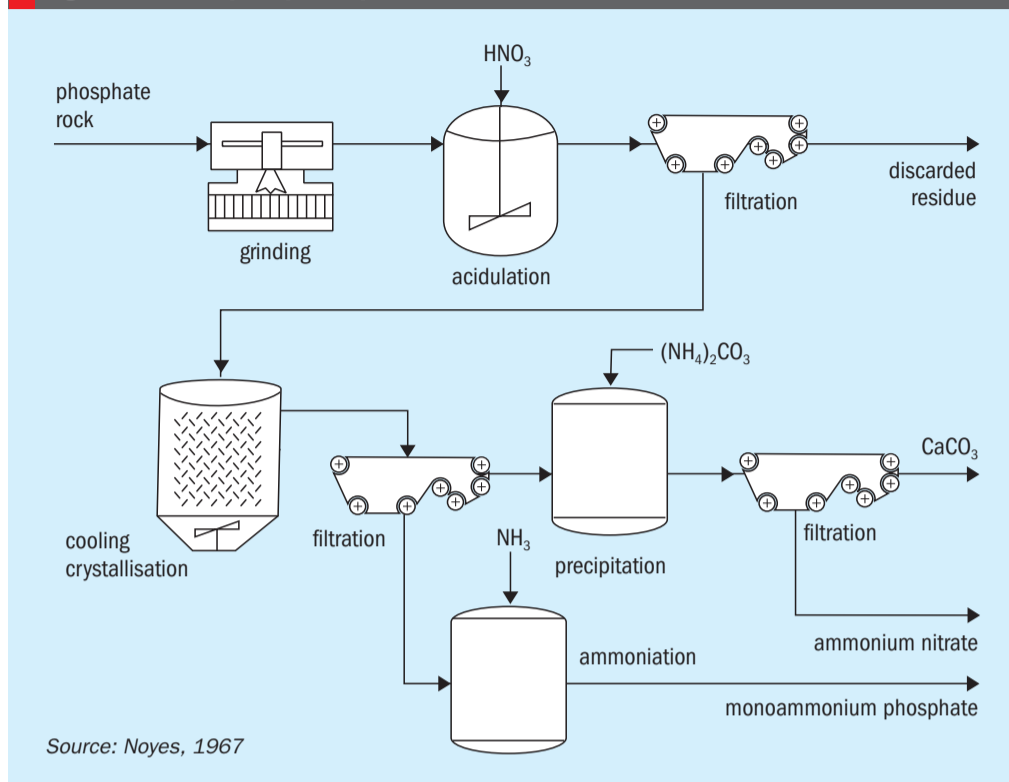 HNO₃
phosphate
rock
discarded
residue
filtration
grinding
acidulation
(NH₄)₂CO₃
CaCO₃
cooling
crystallisation
filtration
NH₃
precipitation
filtration
ammonium nitrate
ammoniation
monoammonium phosphate
Source: Noyes, 1967